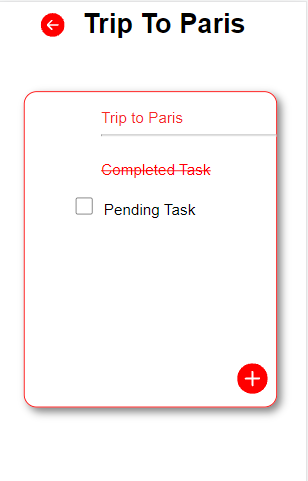 Trip To Paris
Trip to Paris
Completed Task
Pending Task